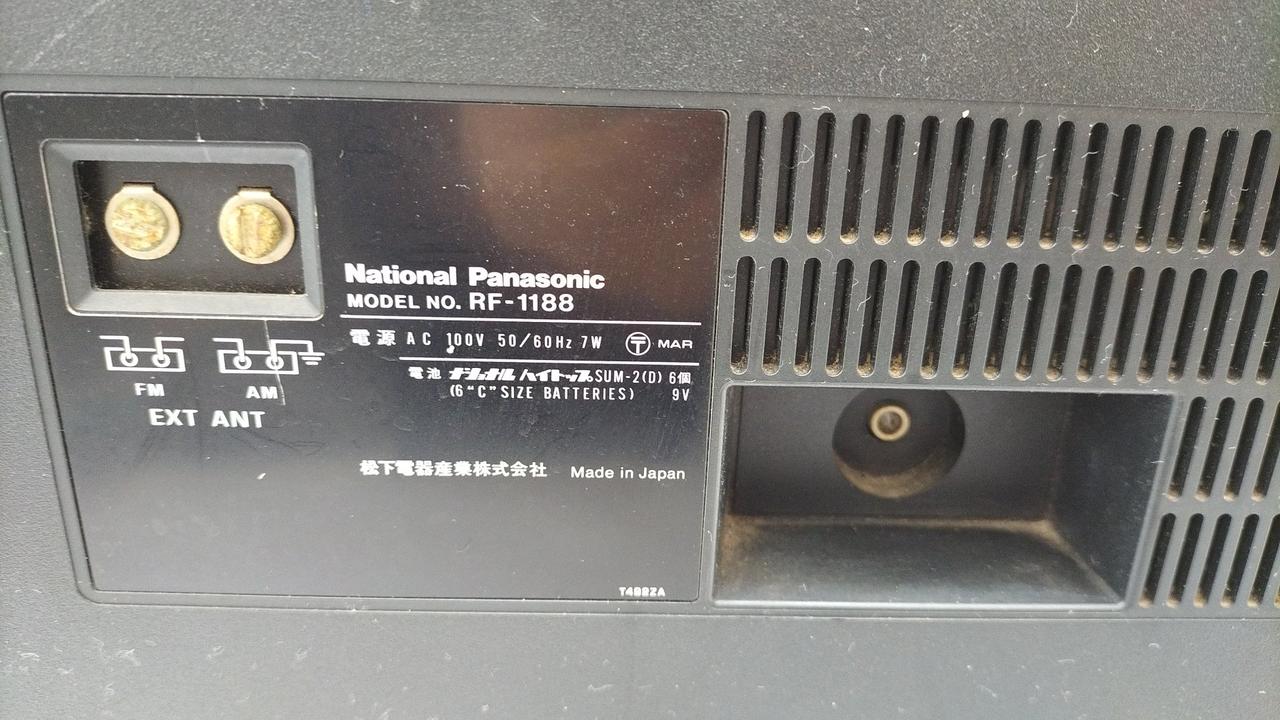 National Panasonic
MODEL NO. RF-1188
電源 AC 100V 50/60Hz 7W 〒 MAR
電池 ナショナル ハイトップ SUM-2(D) 6個
(6 "C" SIZE BATTERIES) 9V
FM AM
EXT ANT
松下電器産業株式会社 Made in Japan